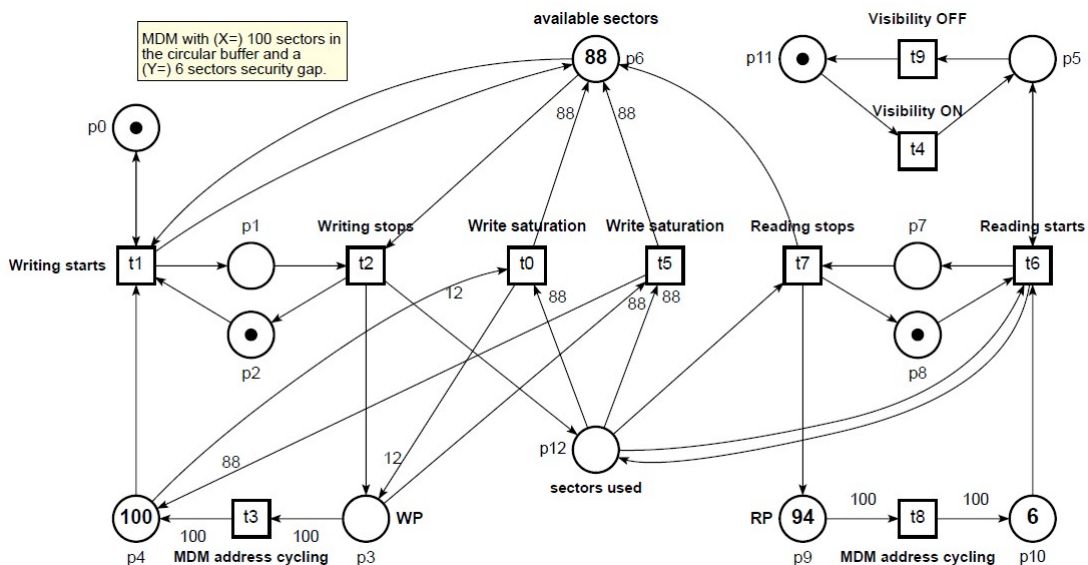 available sectors
Visibility OFF
MDM with (X=) 100 sectors in
the circular buffer and a
(Y=) 6 sectors security gap.
88
p6
p11
t9
p5
Visibility ON
t4
p0
88
88
p1
Writing stops
Write saturation
Write saturation
Reading stops
p7
Reading starts
Writing starts
t1
t2
t0
t5
t7
t6
12
88
88
88
p2
p8
p12
88
12
sectors used
100
t3
WP
RP
94
100
t8
100
6
100
100
p4
MDM address cycling
p3
p9
MDM address cycling
p10